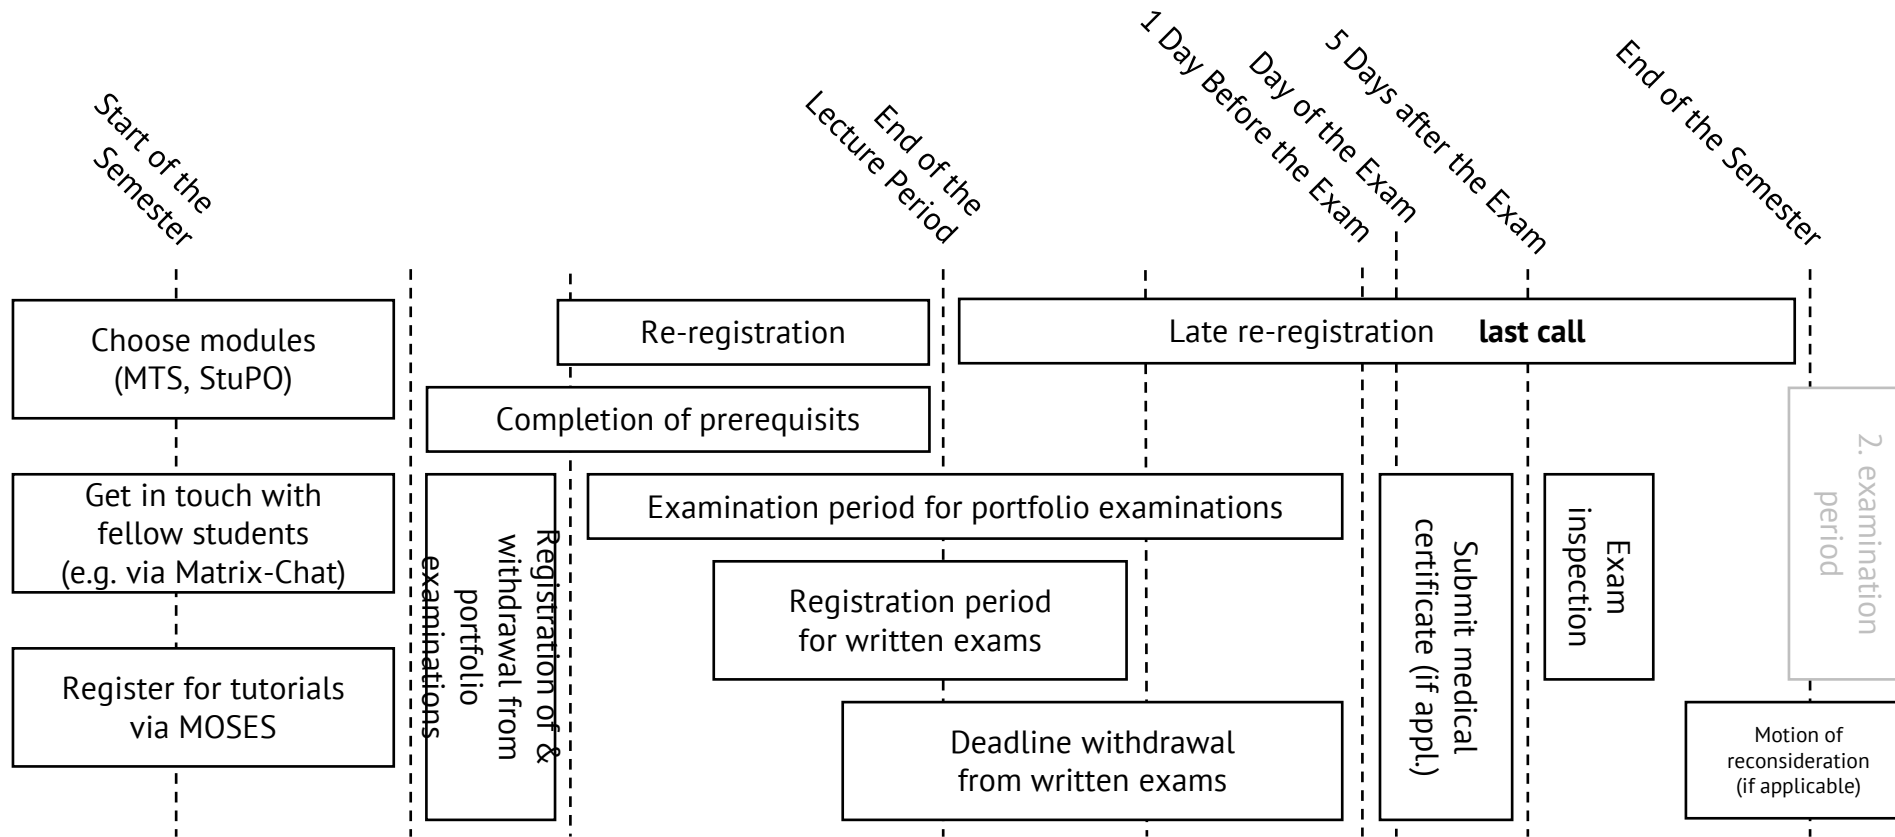 Start of the
Semester
End of the
Lecture Period
1 Day Before the Exam
Day of the Exam
5 Days after the Exam
End of the Semester
Choose modules
(MTS, StuPO)
Re-registration
Late re-registration last call
Completion of prerequisits
Get in touch with
fellow students
(e.g. via Matrix-Chat)
Registration of &
withdrawal from
portfolio
examinations
Examination period for portfolio examinations
Registration period
for written exams
Submit medical
certificate (if appl.)
Exam
inspection
2. examination
period
Register for tutorials
via MOSES
Deadline withdrawal
from written exams
Motion of
reconsideration
(if applicable)